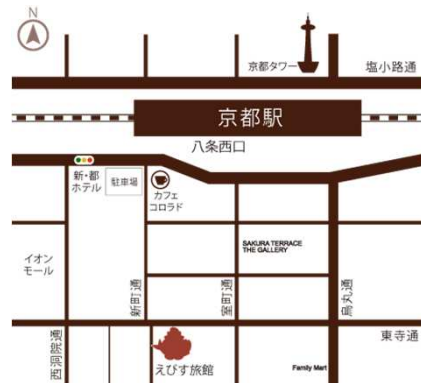 N
京都タワー
塩小路通
京都駅
八条西口
新・都
ホテル
駐車場
カフェ
コロラド
SAKURA TERRACE
THE GALLERY
イオン
モール
新町通
室町通
烏丸通
東寺通
西洞院通
えびす旅館
Family Mart